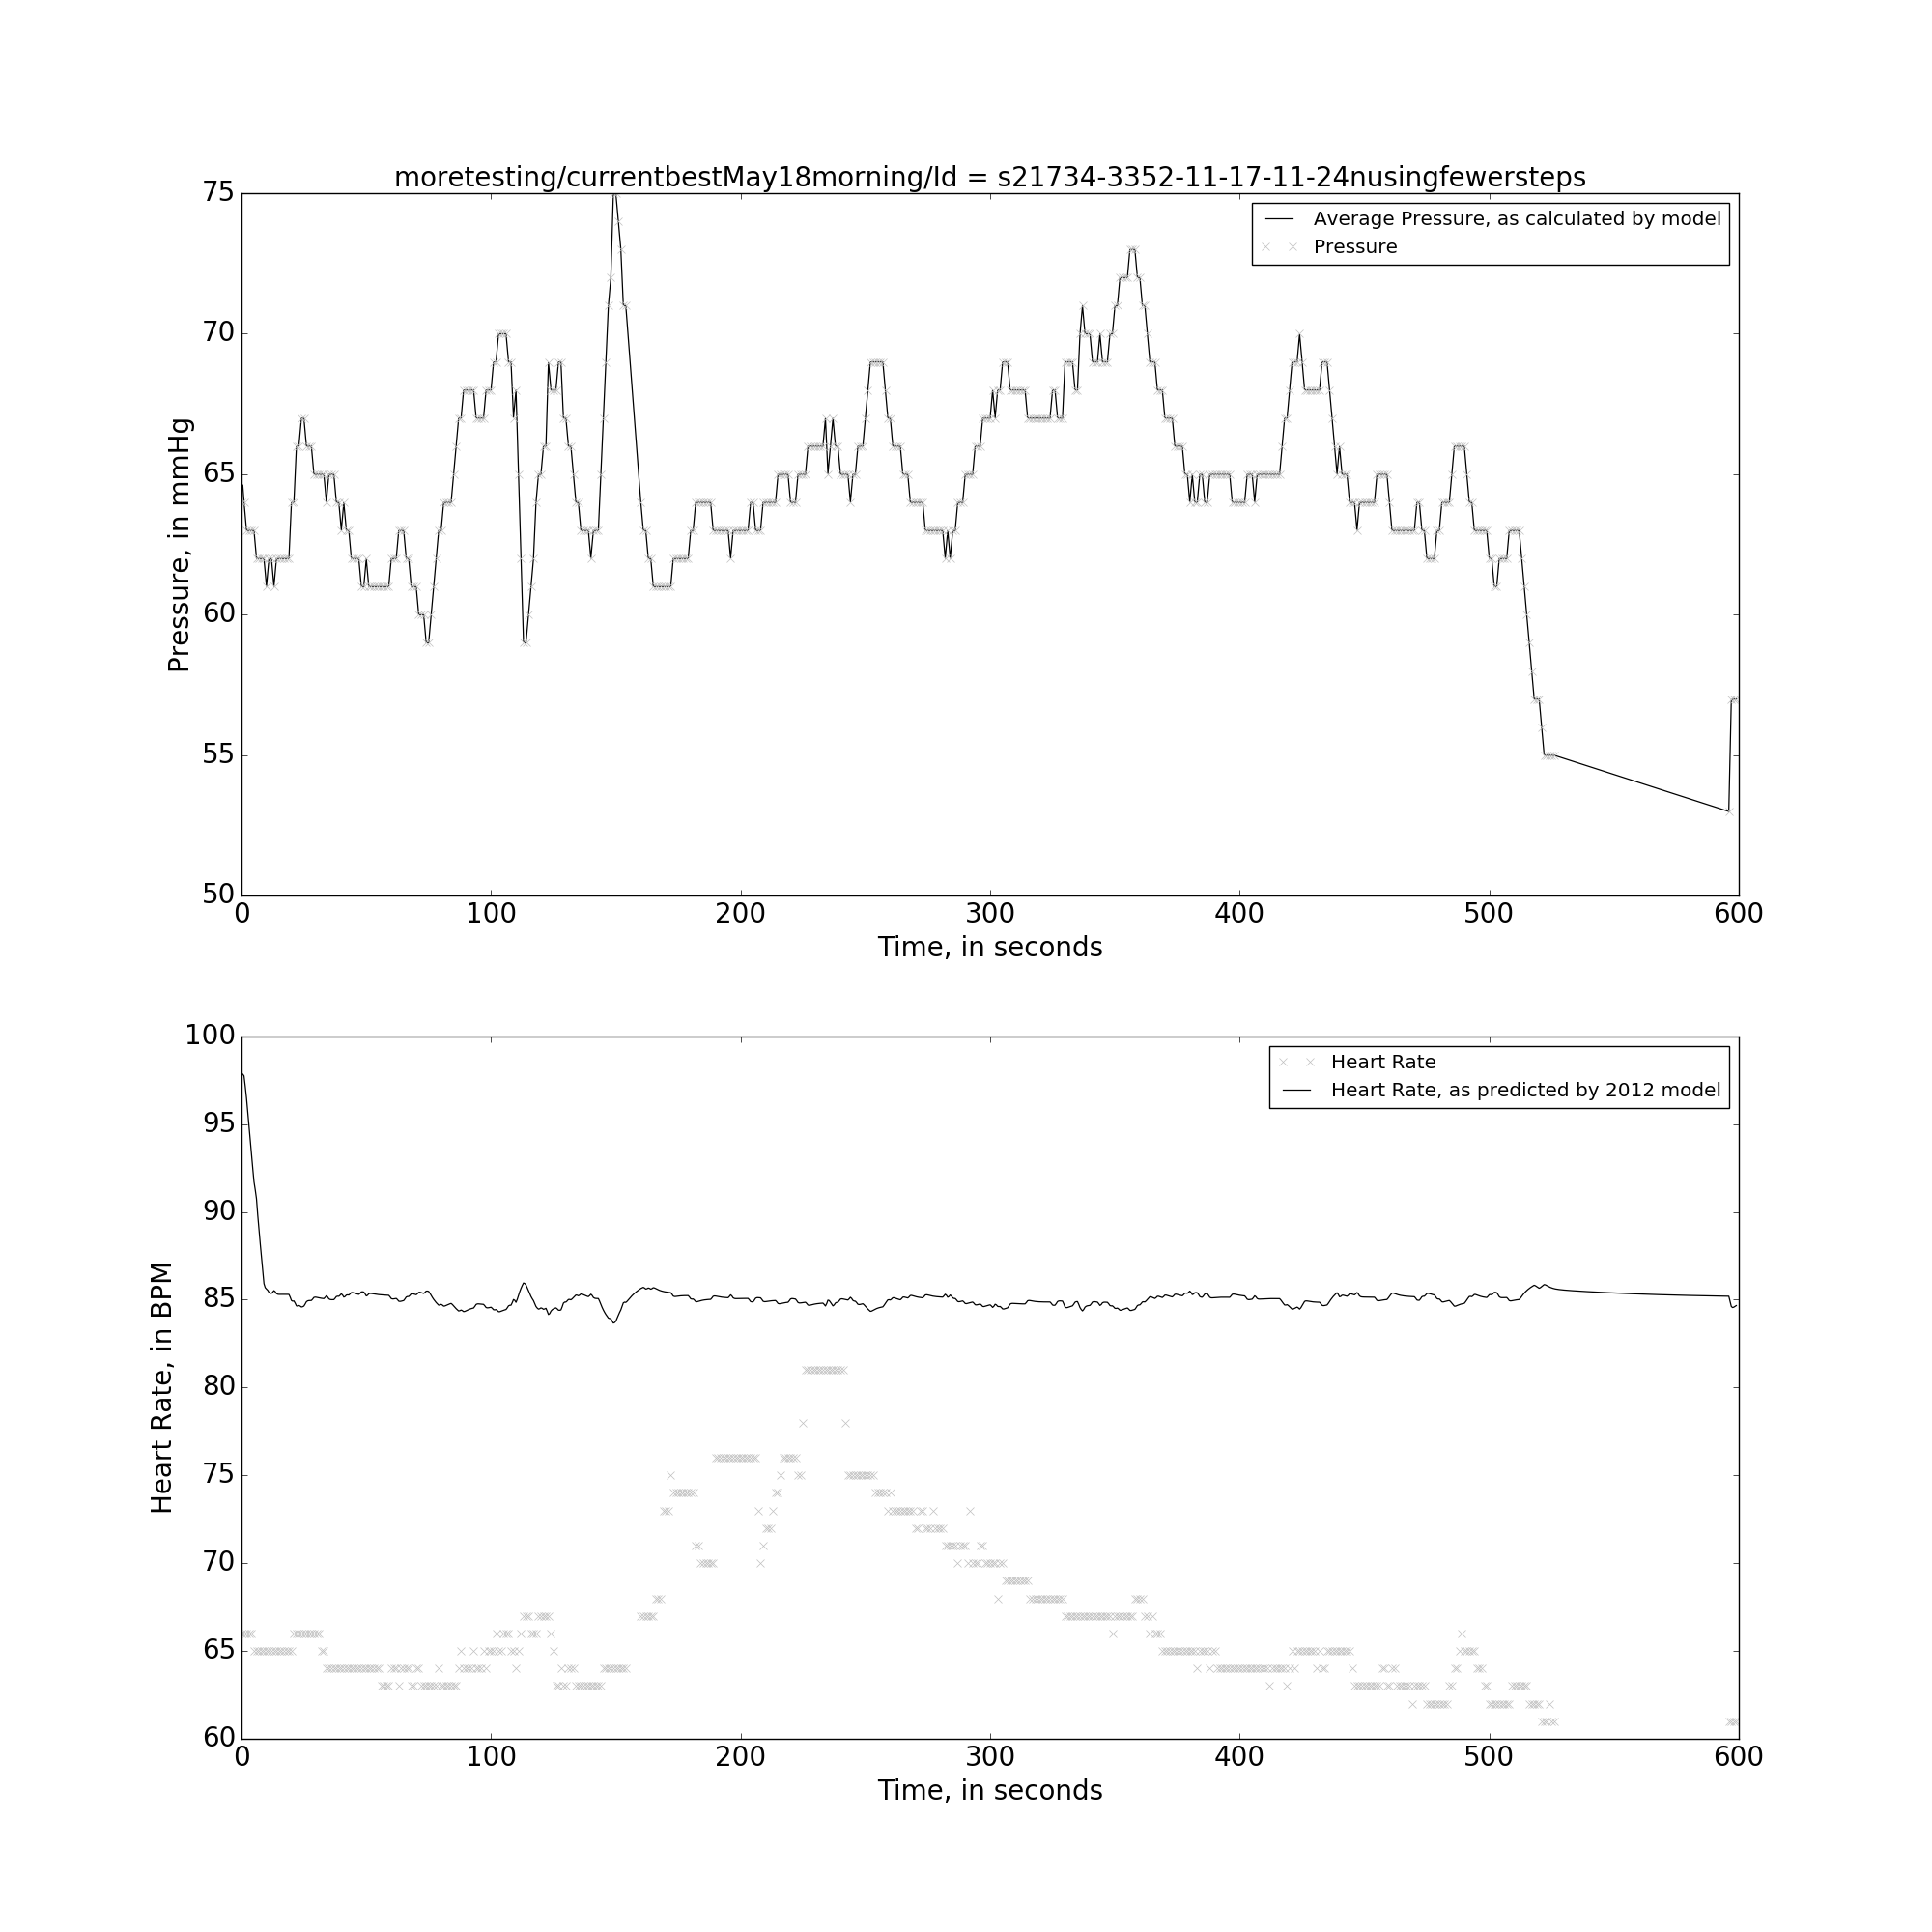 moretesting/currentbestMay18morning/Id = s21734-3352-11-17-11-24nusingfewersteps
75
70
65
60
55
50
Pressure, in mmHg
Average Pressure, as calculated by model
Pressure
0 100 200 300 400 500 600
Time, in seconds
100
95
90
85
80
75
70
65
60
Heart Rate, in BPM
Heart Rate
Heart Rate, as predicted by 2012 model
0 100 200 300 400 500 600
Time, in seconds